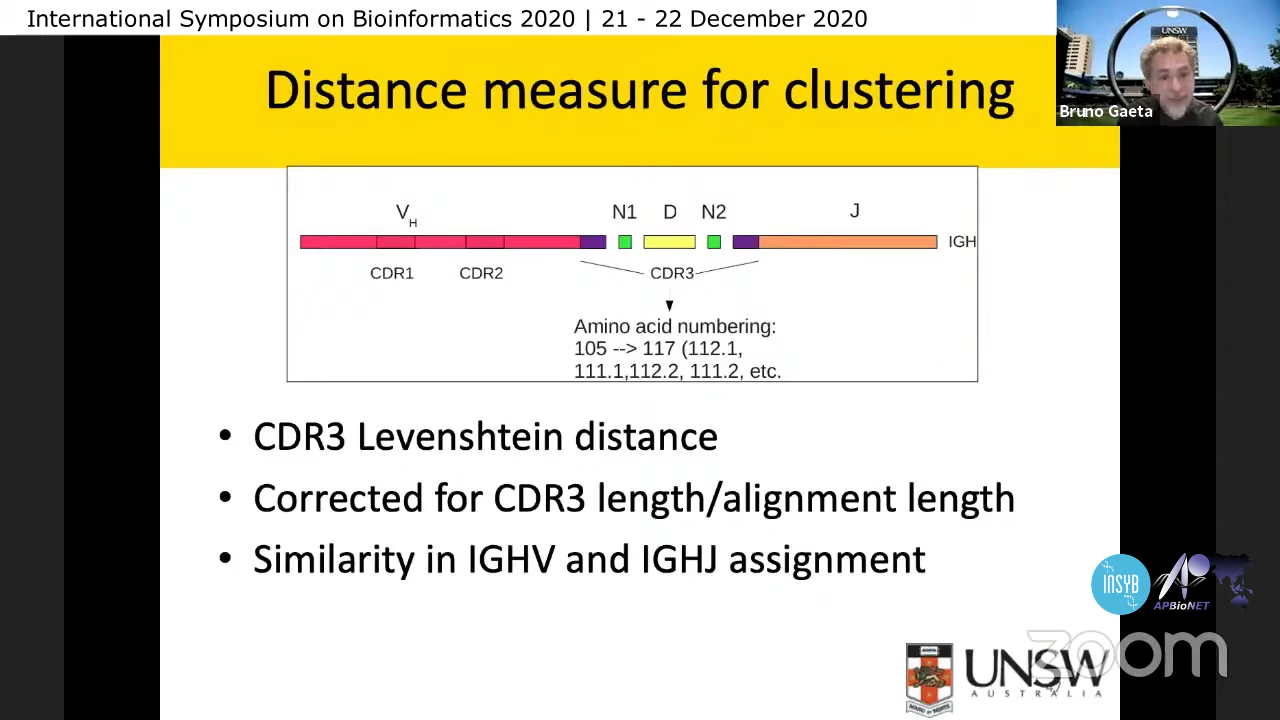 International Symposium on Bioinformatics 2020 | 21 - 22 December 2020
UNSW
Bruno Gaeta
Distance measure for clustering
VH N1 D N2 J
IGH
CDR1 CDR2 CDR3
Amino acid numbering:
105 --> 117 (112.1,
111.1,112.2, 111.2, etc.
• CDR3 Levenshtein distance
• Corrected for CDR3 length/alignment length
• Similarity in IGHV and IGHJ assignment
INSYB
APBioNET
zoom
UNSW
AUSTRALIA